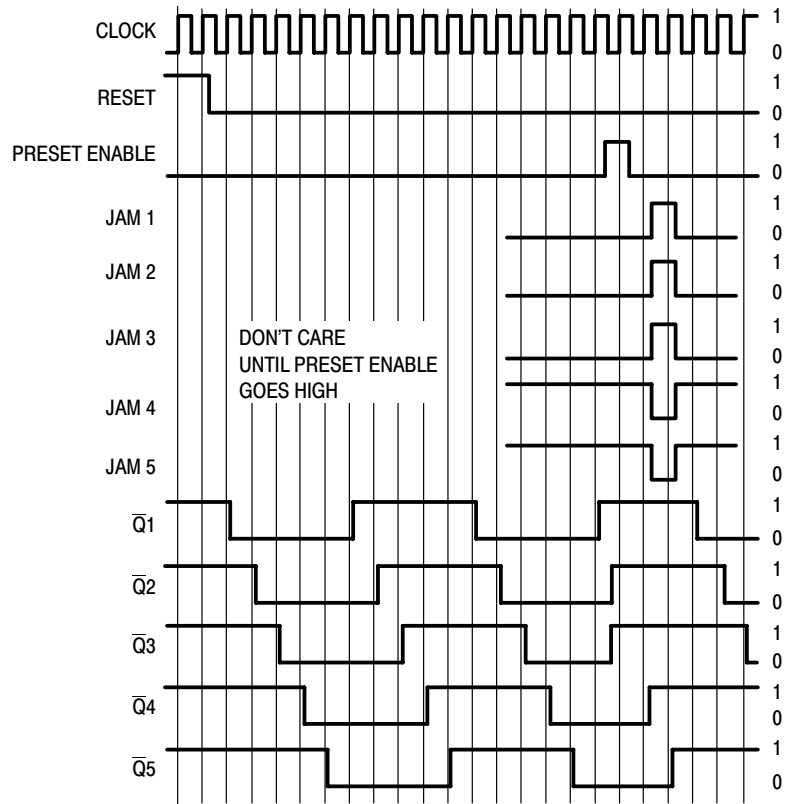 CLOCK
1
0
RESET
1
0
PRESET ENABLE
1
0
JAM 1
1
0
JAM 2
1
0
JAM 3
1
0
DON'T CARE
UNTIL PRESET ENABLE
GOES HIGH
JAM 4
1
0
JAM 5
1
0
Q̅1
1
0
Q̅2
1
0
Q̅3
1
0
Q̅4
1
0
Q̅5
1
0